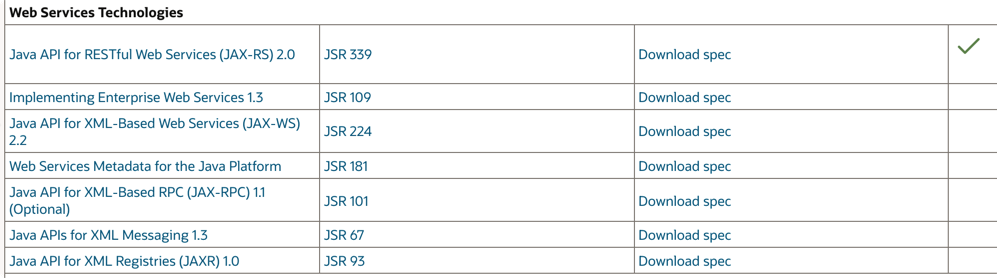 Web Services Technologies
Java API for RESTful Web Services (JAX-RS) 2.0 JSR 339 Download spec
Implementing Enterprise Web Services 1.3 JSR 109 Download spec
Java API for XML-Based Web Services (JAX-WS)
2.2 JSR 224 Download spec
Web Services Metadata for the Java Platform JSR 181 Download spec
Java API for XML-Based RPC (JAX-RPC) 1.1
(Optional) JSR 101 Download spec
Java APIs for XML Messaging 1.3 JSR 67 Download spec
Java API for XML Registries (JAXR) 1.0 JSR 93 Download spec